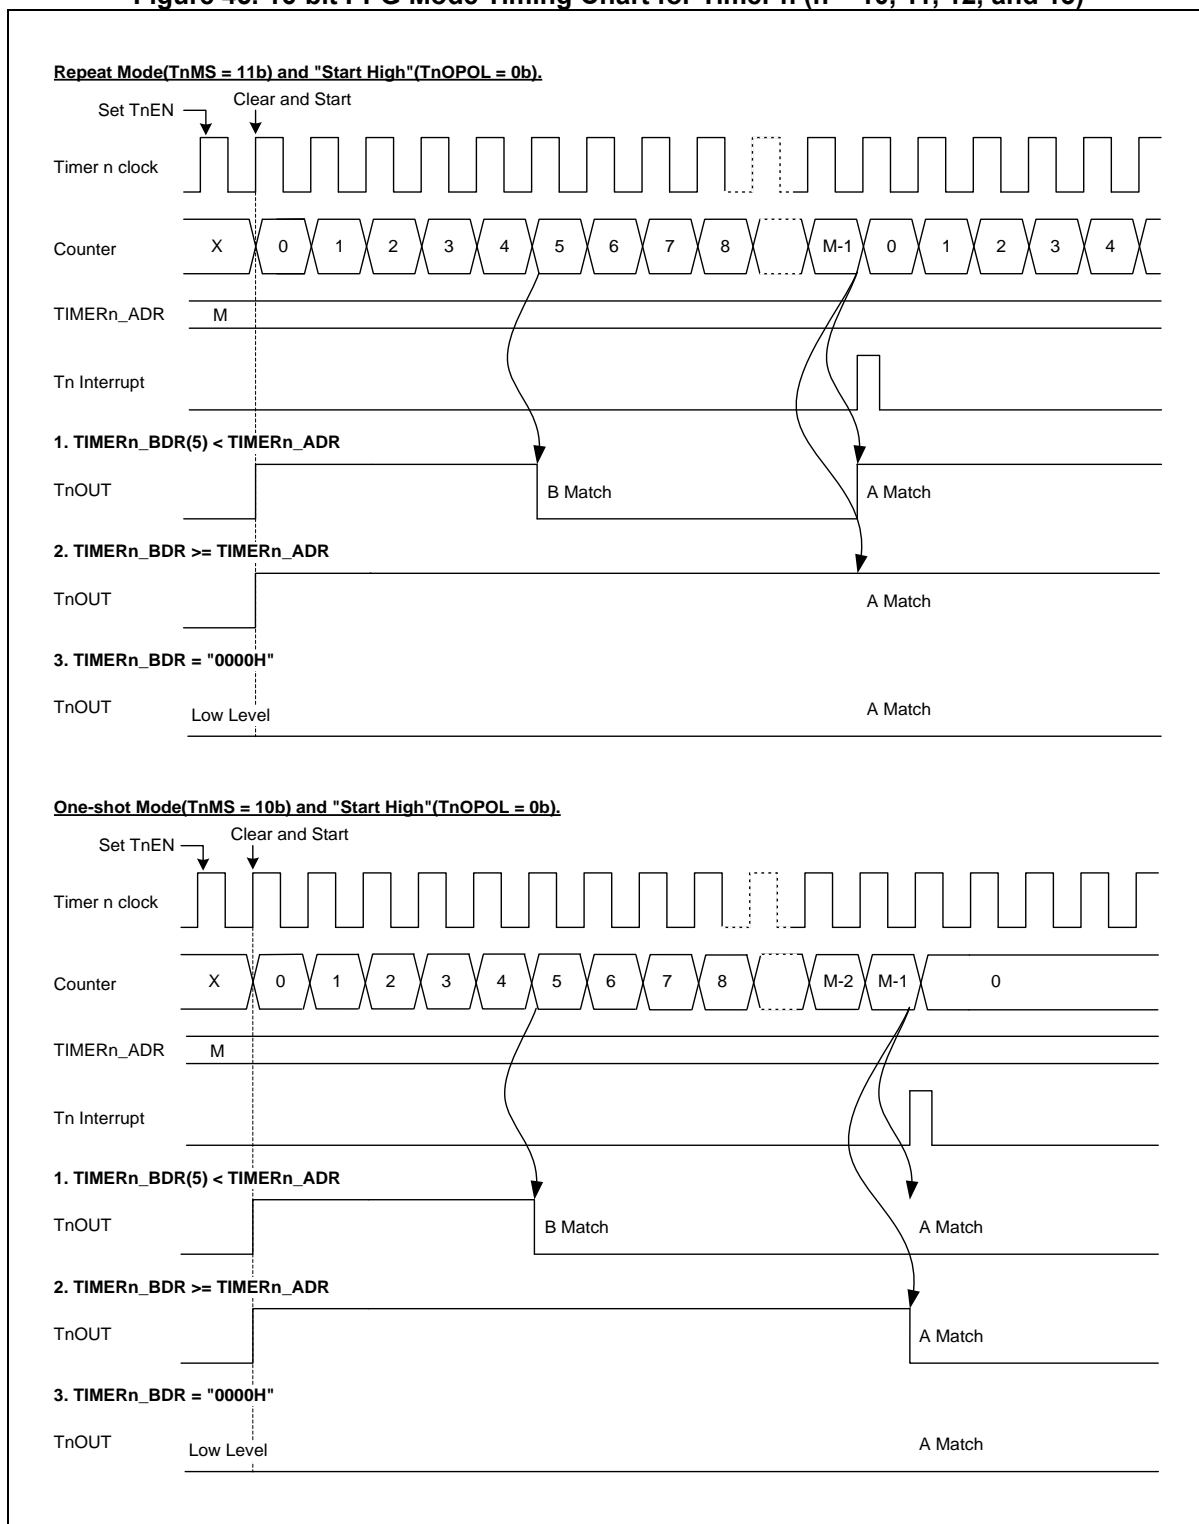 Repeat Mode(TnMS = 11b) and "Start High"(TnOPOL = 0b).
Set TnEN
Clear and Start
Timer n clock
Counter X 0 1 2 3 4 5 6 7 8 M-1 0 1 2 3 4
TIMERn_ADR M
Tn Interrupt
1. TIMERn_BDR(5) < TIMERn_ADR
TnOUT B Match A Match
2. TIMERn_BDR >= TIMERn_ADR
TnOUT A Match
3. TIMERn_BDR = "0000H"
TnOUT Low Level A Match
One-shot Mode(TnMS = 10b) and "Start High"(TnOPOL = 0b).
Set TnEN
Clear and Start
Timer n clock
Counter X 0 1 2 3 4 5 6 7 8 M-2 M-1 0
TIMERn_ADR M
Tn Interrupt
1. TIMERn_BDR(5) < TIMERn_ADR
TnOUT B Match A Match
2. TIMERn_BDR >= TIMERn_ADR
TnOUT A Match
3. TIMERn_BDR = "0000H"
TnOUT Low Level A Match